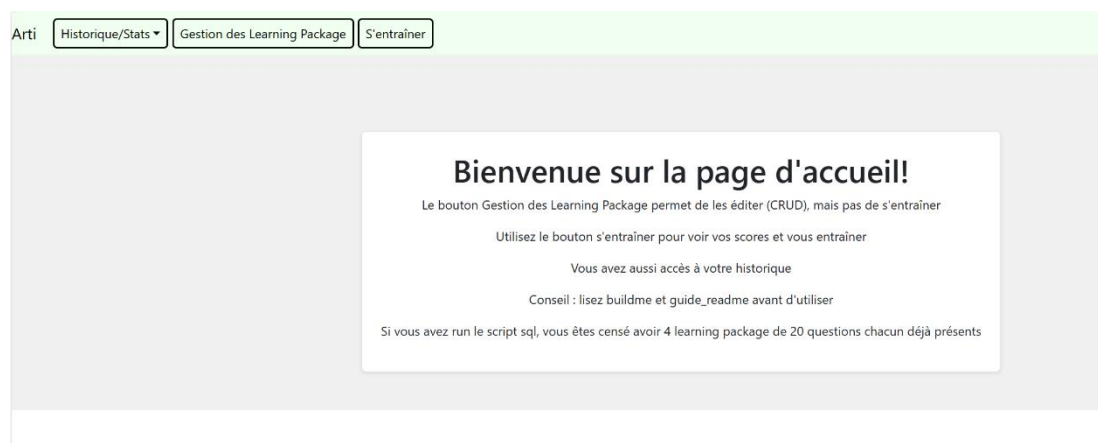 Arti Historique/Stats Gestion des Learning Package S'entraîner
Bienvenue sur la page d'accueil!
Le bouton Gestion des Learning Package permet de les éditer (CRUD), mais pas de s'entraîner
Utilisez le bouton s'entraîner pour voir vos scores et vous entraîner
Vous avez aussi accès à votre historique
Conseil : lisez buildme et guide_readme avant d'utiliser
Si vous avez run le script sql, vous êtes censé avoir 4 learning package de 20 questions chacun déjà présents